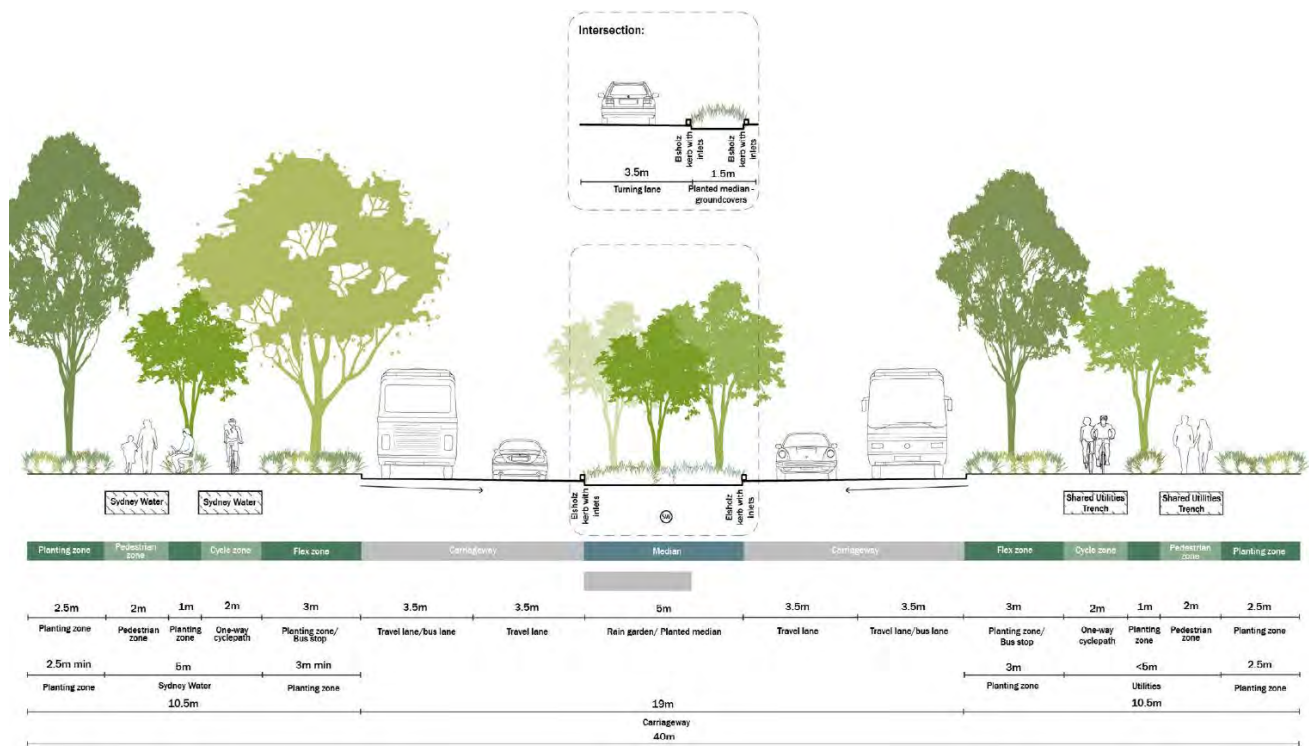 Intersection:
Elsholz
kerb with
inlets
Elsholz
kerb with
inlets
3.5m
1.5m
Turning lane
Planted median -
groundcovers
Sydney Water
Sydney Water
Elsholz
kerb with
inlets
SW
Elsholz
kerb with
inlets
Shared Utilities
Trench
Shared Utilities
Trench
Planting zone
Pedestrian
zone
Cycle zone
Flex zone
Carriageway
Median
Carriageway
Flex zone
Cycle zone
Pedestrian
zone
Planting zone
2.5m
2m
1m
2m
3m
3.5m
3.5m
5m
3.5m
3.5m
3m
2m
1m
2m
2.5m
Planting zone
Pedestrian
zone
Planting
zone
One-way
cyclepath
Planting zone/
Bus stop
Travel lane/bus lane
Travel lane
Rain garden/ Planted median
Travel lane
Travel lane/bus lane
Planting zone/
Bus stop
One-way
cyclepath
Planting
zone
Pedestrian
zone
Planting zone
2.5m min
5m
3m min
3m
<5m
2.5m
Planting zone
Sydney Water
Planting zone
Planting zone
Utilities
Planting zone
10.5m
19m
10.5m
Carriageway
40m